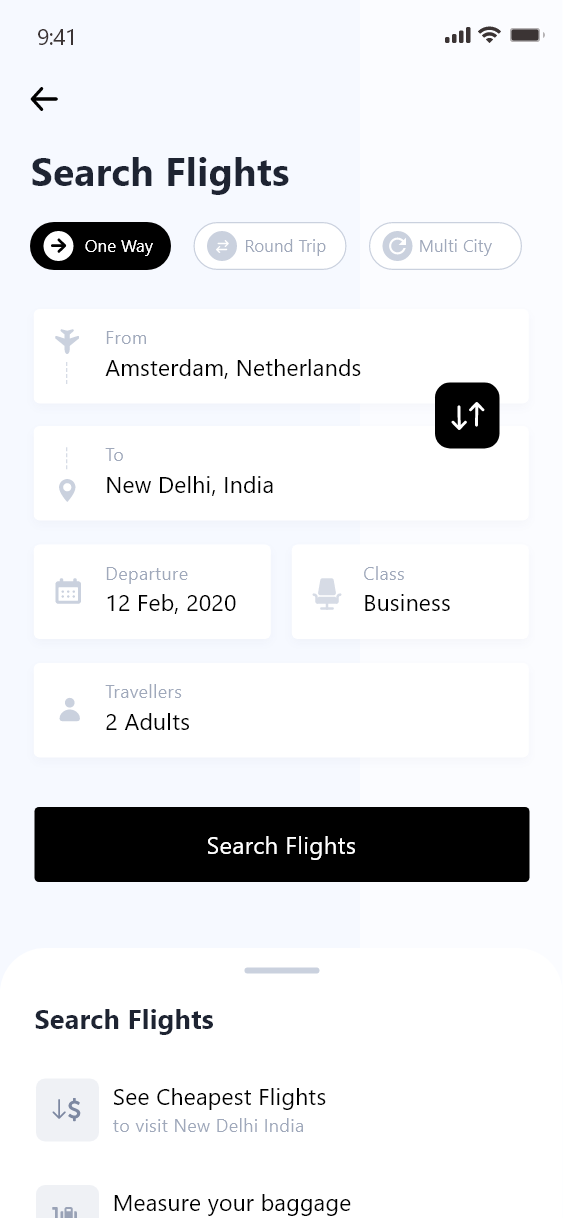 9:41
Search Flights
One Way
Round Trip
Multi City
From
Amsterdam, Netherlands
To
New Delhi, India
Departure
12 Feb, 2020
Class
Business
Travellers
2 Adults
Search Flights
Search Flights
$
See Cheapest Flights
to visit New Delhi India
Measure your baggage